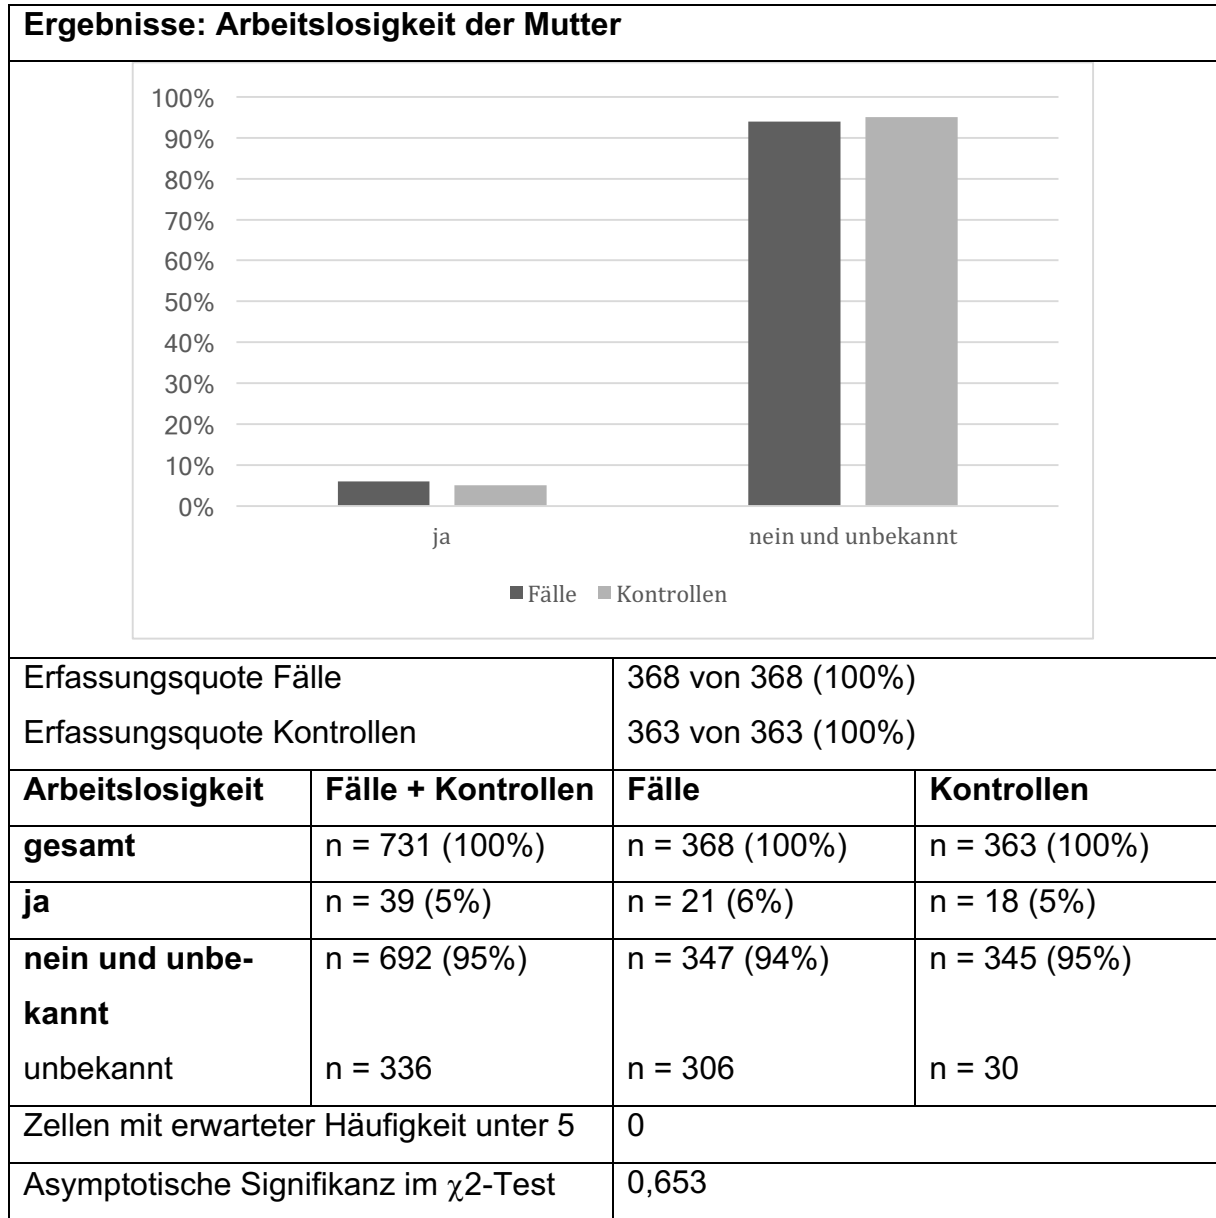 Ergebnisse: Arbeitslosigkeit der Mutter
100%
90%
80%
70%
60%
50%
40%
30%
20%
10%
0%
ja
nein und unbekannt
Fälle Kontrollen
Erfassungsquote Fälle 368 von 368 (100%)
Erfassungsquote Kontrollen 363 von 363 (100%)
Arbeitslosigkeit Fälle + Kontrollen Fälle Kontrollen
gesamt n = 731 (100%) n = 368 (100%) n = 363 (100%)
ja n = 39 (5%) n = 21 (6%) n = 18 (5%)
nein und unbe- n = 692 (95%) n = 347 (94%) n = 345 (95%)
kannt
unbekannt n = 336 n = 306 n = 30
Zellen mit erwarteter Häufigkeit unter 5 0
Asymptotische Signifikanz im χ2-Test 0,653